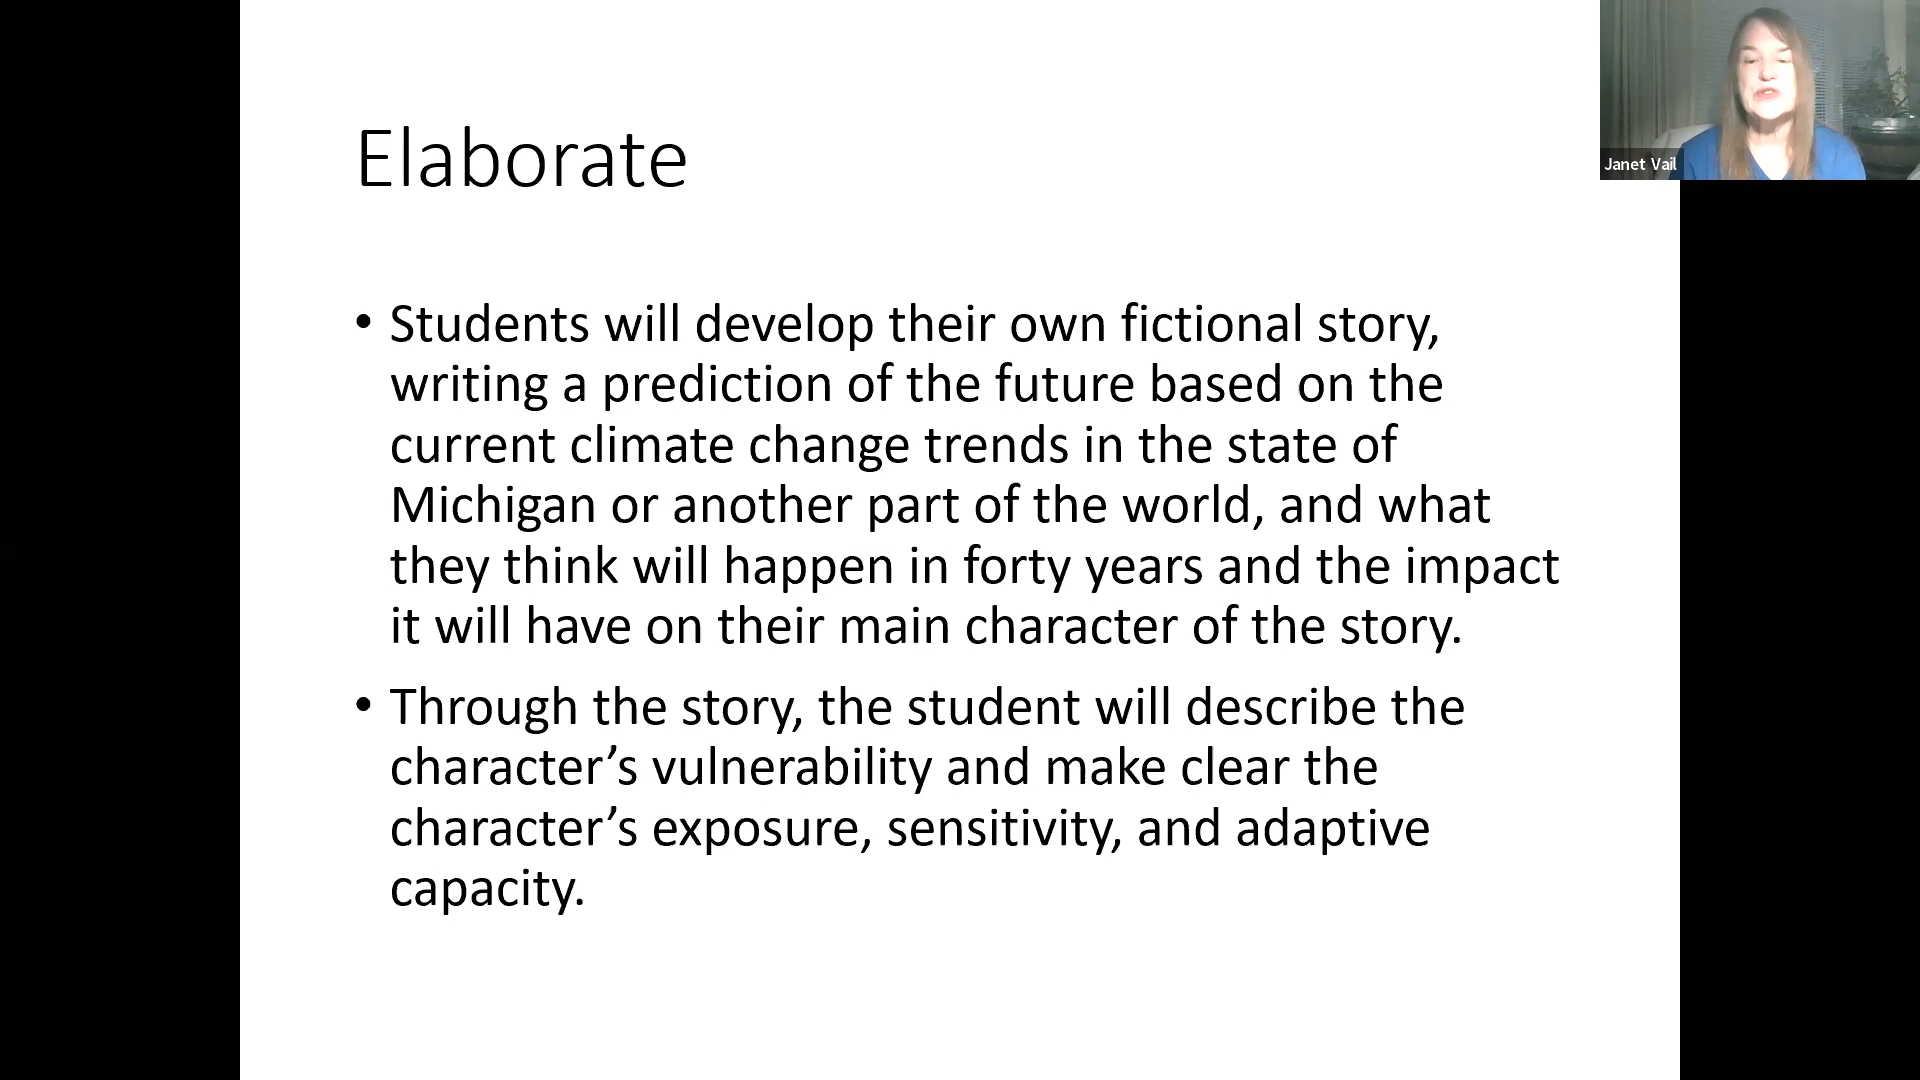 Elaborate
Janet Vail
• Students will develop their own fictional story,
writing a prediction of the future based on the
current climate change trends in the state of
Michigan or another part of the world, and what
they think will happen in forty years and the impact
it will have on their main character of the story.
• Through the story, the student will describe the
character’s vulnerability and make clear the
character’s exposure, sensitivity, and adaptive
capacity.